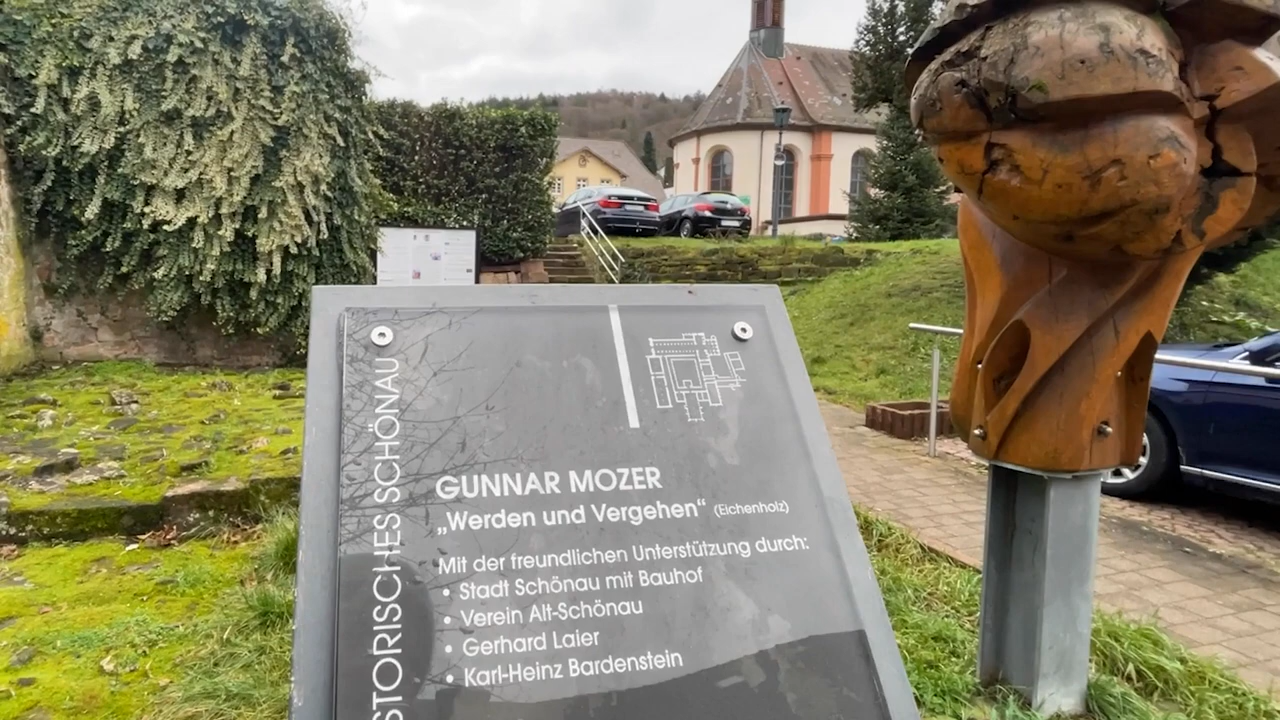 STORISCHES SCHÖNAU
GUNNAR MOZER
„Werden und Vergehen“ (Eichenholz)
Mit der freundlichen Unterstützung durch:
• Stadt Schönau mit Bauhof
• Verein Alt-Schönau
• Gerhard Laier
• Karl-Heinz Bardenstein